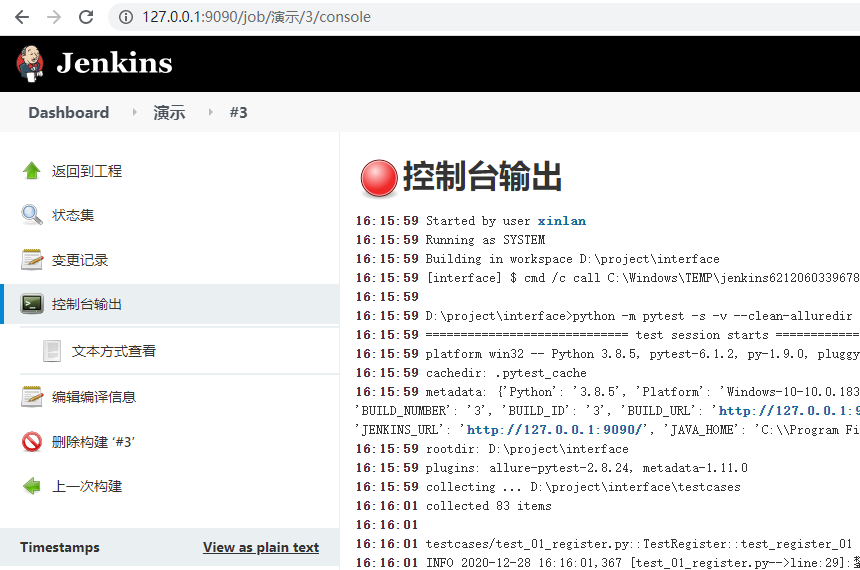 127.0.0.1:9090/job/演示/3/console
Jenkins
Dashboard 演示 #3
返回到工程
状态集
变更记录
控制台输出
文本方式查看
编辑编译信息
删除构建 ‘#3’
上一次构建
Timestamps View as plain text
控制台输出
16:15:59 Started by user xinlan
16:15:59 Running as SYSTEM
16:15:59 Building in workspace D:\project\interface
16:15:59 [interface] $ cmd /c call C:\Windows\TEMP\jenkins6212060339678
16:15:59
16:15:59 D:\project\interface>python -m pytest -s -v --clean-alluredir
16:15:59 ============================= test session starts ============
16:15:59 platform win32 -- Python 3.8.5, pytest-6.1.2, py-1.9.0, pluggy
16:15:59 cachedir: .pytest_cache
16:15:59 metadata: {'Python': '3.8.5', 'Platform': 'Windows-10-10.0.183
'BUILD_NUMBER': '3', 'BUILD_ID': '3', 'BUILD_URL': 'http://127.0.0.1:9
'JENKINS_URL': 'http://127.0.0.1:9090/', 'JAVA_HOME': 'C:\\Program Fi
16:15:59 rootdir: D:\project\interface
16:15:59 plugins: allure-pytest-2.8.24, metadata-1.11.0
16:15:59 collecting ... D:\project\interface\testcases
16:16:01 collected 83 items
16:16:01
16:16:01 testcases/test_01_register.py::TestRegister::test_register_01
16:16:01 INFO 2020-12-28 16:16:01,367 [test_01_register.py-->line:29]: